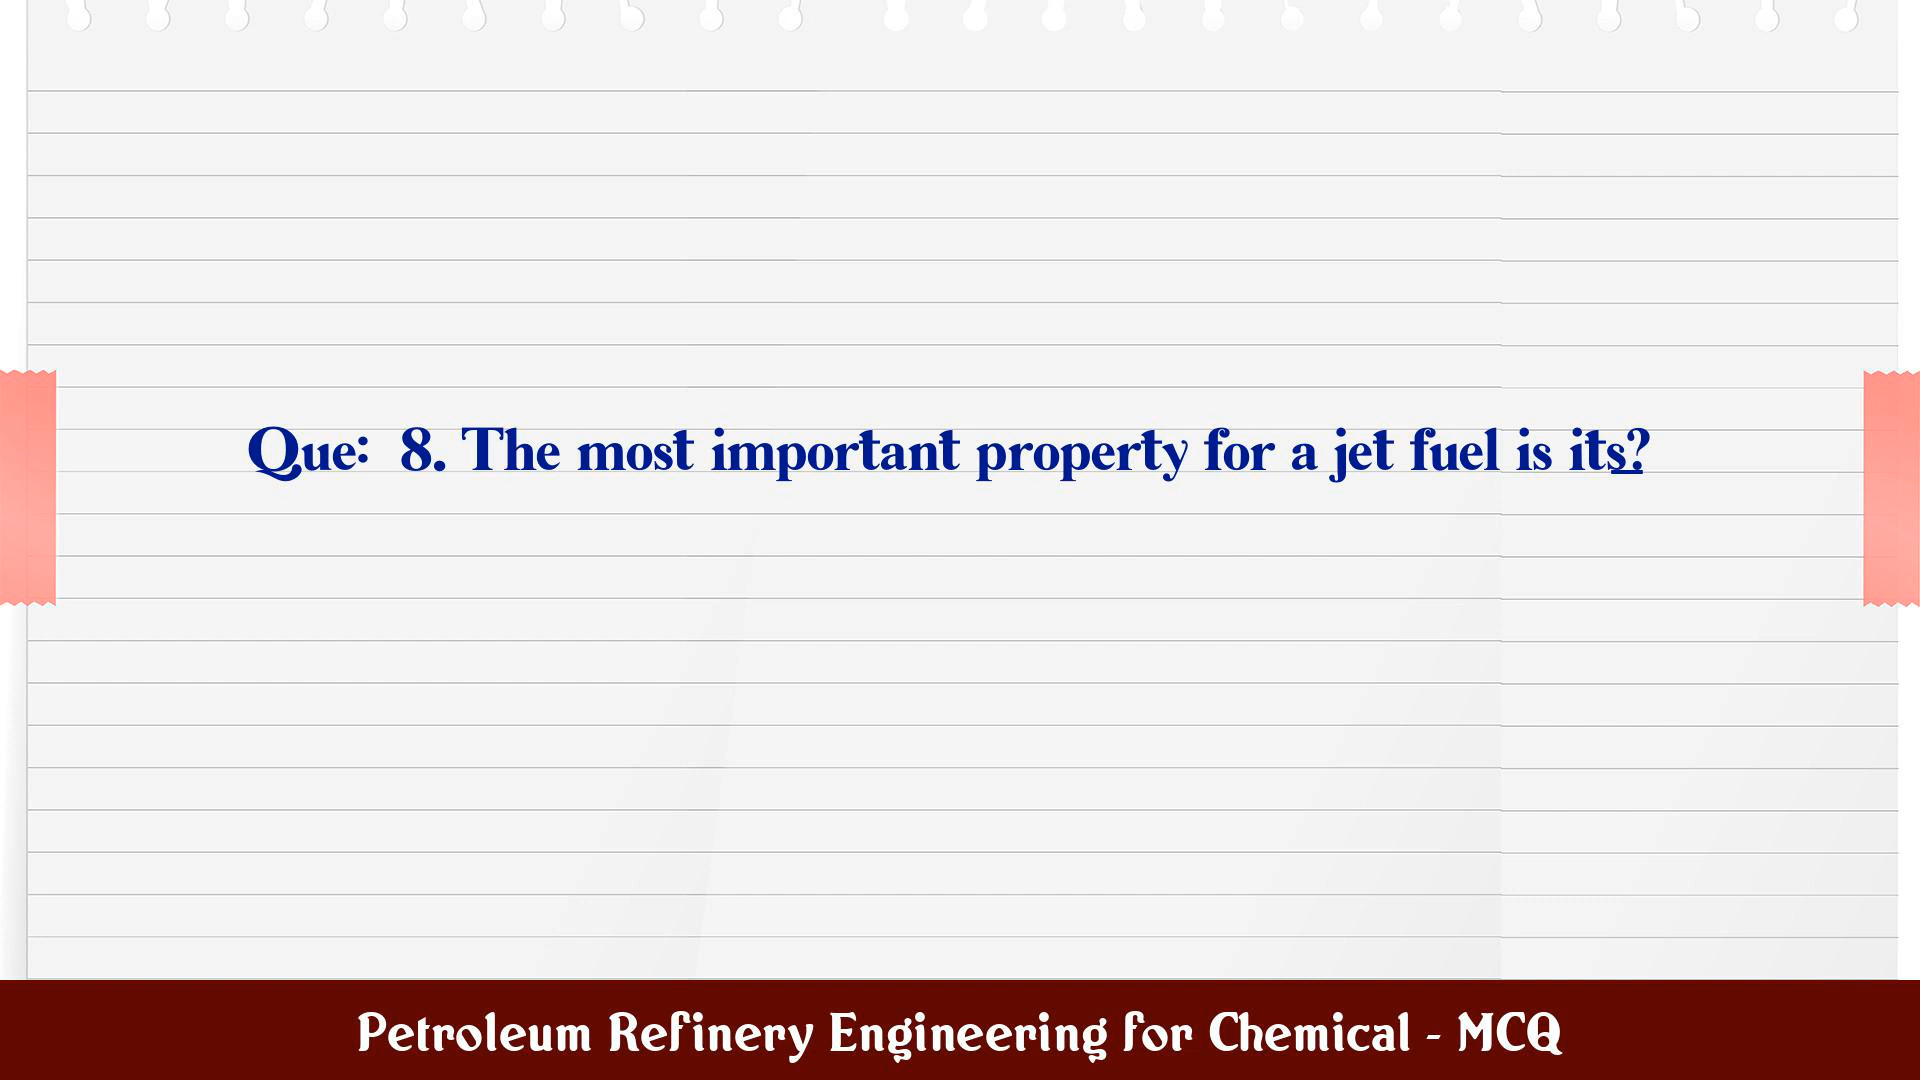 Que:  8. The most important property for a jet fuel is its?
Petroleum Refinery Engineering for Chemical - MCQ